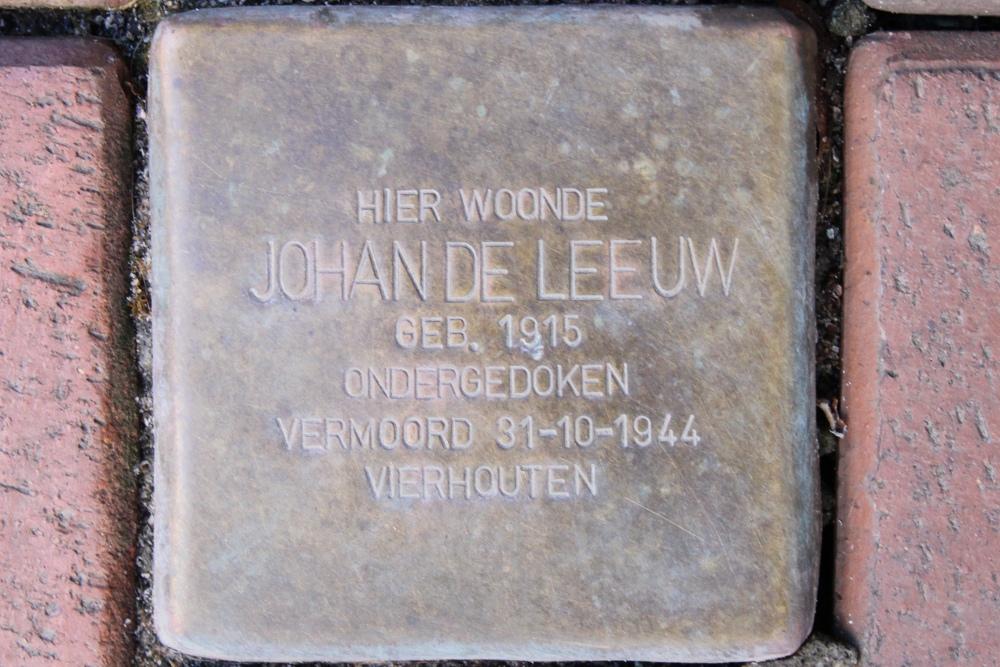 HIER WOONDE
JOHAN DE LEEUW
GEB. 1915
ONDERGEDOKEN
VERMOORD 31-10-1944
VIERHOUTEN